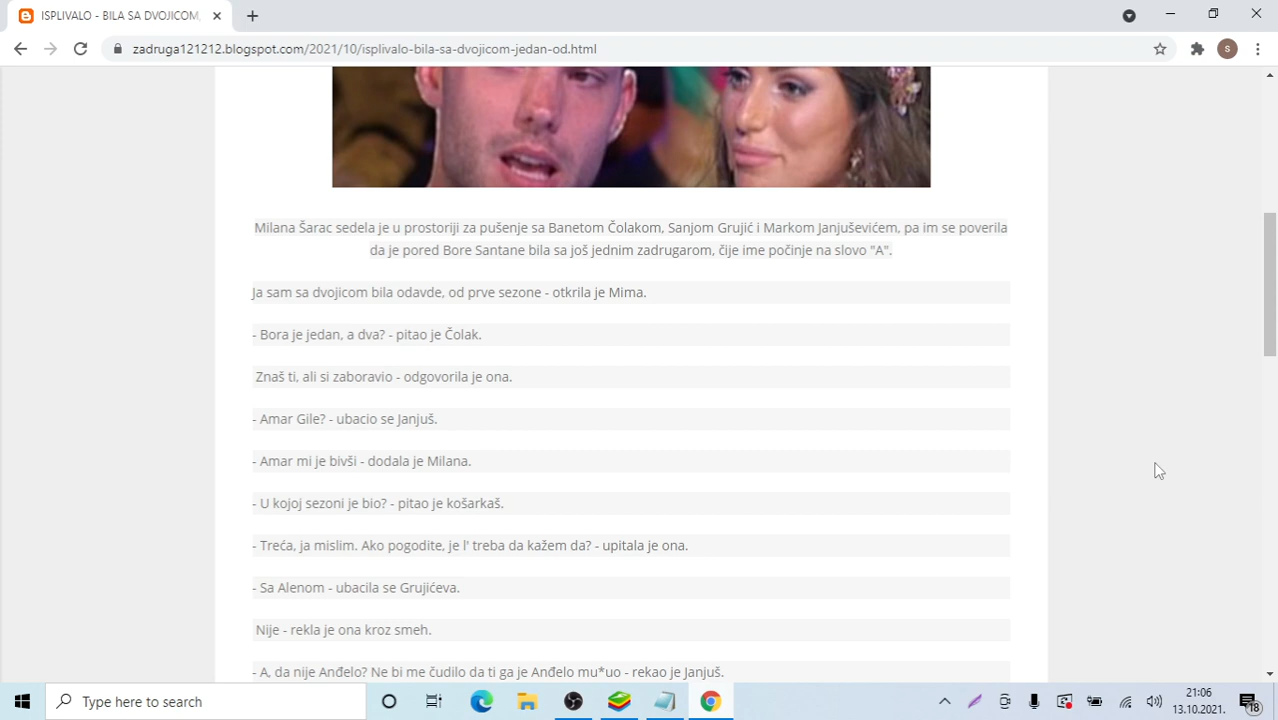 ISPLIVALO - BILA SA DVOJICOM,
zadruga121212.blogspot.com/2021/10/isplivalo-bila-sa-dvojicom-jedan-od.html
S
Milana Šarac sedela je u prostoriji za pušenje sa Banetom Čolakom, Sanjom Grujić i Markom Janjuševićem, pa im se poverila
da je pored Bore Santane bila sa još jednim zadrugarom, čije ime počinje na slovo "A".
Ja sam sa dvojicom bila odavde, od prve sezone - otkrila je Mima.
- Bora je jedan, a dva? - pitao je Čolak.
Znaš ti, ali si zaboravio - odgovorila je ona.
- Amar Gile? - ubacio se Janjuš.
- Amar mi je bivši - dodala je Milana.
- U kojoj sezoni je bio? - pitao je košarkaš.
- Treća, ja mislim. Ako pogodite, je l' treba da kažem da? - upitala je ona.
- Sa Alenom - ubacila se Grujićeva.
Nije - rekla je ona kroz smeh.
- A, da nije Anđelo? Ne bi me čudilo da ti ga je Anđelo mu*uo - rekao je Janjuš.
Type here to search
21:06
13.10.2021.
18